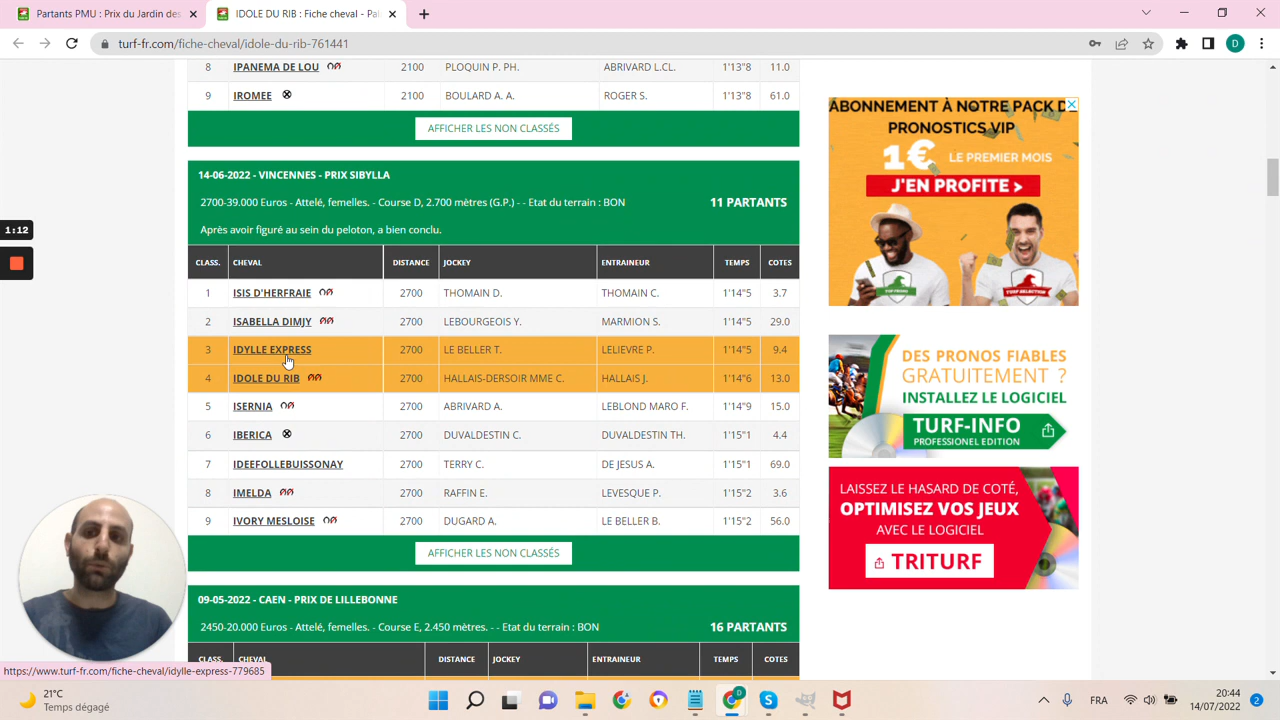 Partants PMU : Prix du Jardin des
IDOLE DU RIB : Fiche cheval - Pa
turf-fr.com/fiche-cheval/idole-du-rib-761441
D
8 IPANEMA DE LOU 2100 PLOQUIN P. PH. ABRIVARD L.CL. 1'13"8 11.0
9 IROMEE 2100 BOULARD A. A. ROGER S. 1'13"8 61.0
AFFICHER LES NON CLASSÉS
14-06-2022 - VINCENNES - PRIX SIBYLLA
2700-39.000 Euros - Attelé, femelles. - Course D, 2.700 mètres (G.P.) - - Etat du terrain : BON 11 PARTANTS
Après avoir figuré au sein du peloton, a bien conclu.
CLASS. CHEVAL DISTANCE JOCKEY ENTRAINEUR TEMPS COTES
1 ISIS D'HERFRAIE 2700 THOMAIN D. THOMAIN C. 1'14"5 3.7
2 ISABELLA DIMJY 2700 LEBOURGEOIS Y. MARMION S. 1'14"5 29.0
3 IDYLLE EXPRESS 2700 LE BELLER T. LELIEVRE P. 1'14"5 9.4
4 IDOLE DU RIB 2700 HALLAIS-DERSOIR MME C. HALLAIS J. 1'14"6 13.0
5 ISERNIA 2700 ABRIVARD A. LEBLOND MARO F. 1'14"9 15.0
6 IBERICA 2700 DUVALDESTIN C. DUVALDESTIN TH. 1'15"1 4.4
7 IDEEFOLLEBUISSONAY 2700 TERRY C. DE JESUS A. 1'15"1 69.0
8 IMELDA 2700 RAFFIN E. LEVESQUE P. 1'15"2 3.6
9 IVORY MESLOISE 2700 DUGARD A. LE BELLER B. 1'15"2 56.0
AFFICHER LES NON CLASSÉS
09-05-2022 - CAEN - PRIX DE LILLEBONNE
2450-20.000 Euros - Attelé, femelles. - Course E, 2.450 mètres. - - Etat du terrain : BON 16 PARTANTS
CLASS. CHEVAL DISTANCE JOCKEY ENTRAINEUR TEMPS COTES
ABONNEMENT À NOTRE PACK D
PRONOSTICS VIP
1€ LE PREMIER MOIS
J'EN PROFITE >
DES PRONOS FIABLES
GRATUITEMENT ?
INSTALLEZ LE LOGICIEL
TURF-INFO
PROFESSIONEL EDITION
LAISSEZ LE HASARD DE COTÉ,
OPTIMISEZ VOS JEUX
AVEC LE LOGICIEL
TRITURF
1:12
https://www.turf-fr.com/fiche-cheval/idylle-express-779685
21°C
Temps dégagé
D
FRA
20:44
14/07/2022
2